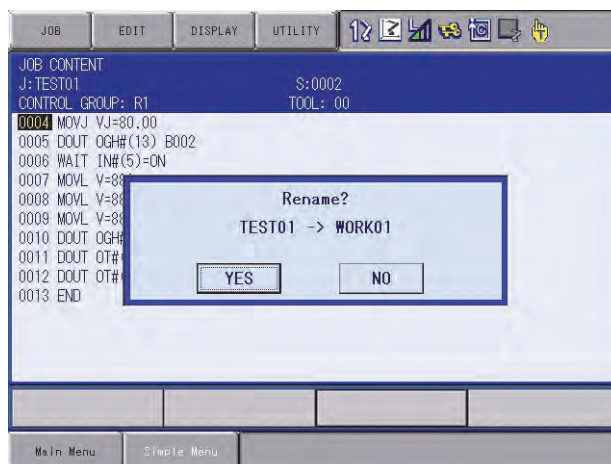 JOB EDIT DISPLAY UTILITY
JOB CONTENT
J:TEST01 S:0002
CONTROL GROUP: R1 TOOL: 00
0004 MOVJ VJ=80.00
0005 DOUT OGH#(13) B002
0006 WAIT IN#(5)=ON
0007 MOVL V=88
0008 MOVL V=88
0009 MOVL V=88
0010 DOUT OGH#
0011 DOUT OT#
0012 DOUT OT#
0013 END
Rename?
TEST01 -> WORK01
YES NO
Main Menu Simple Menu